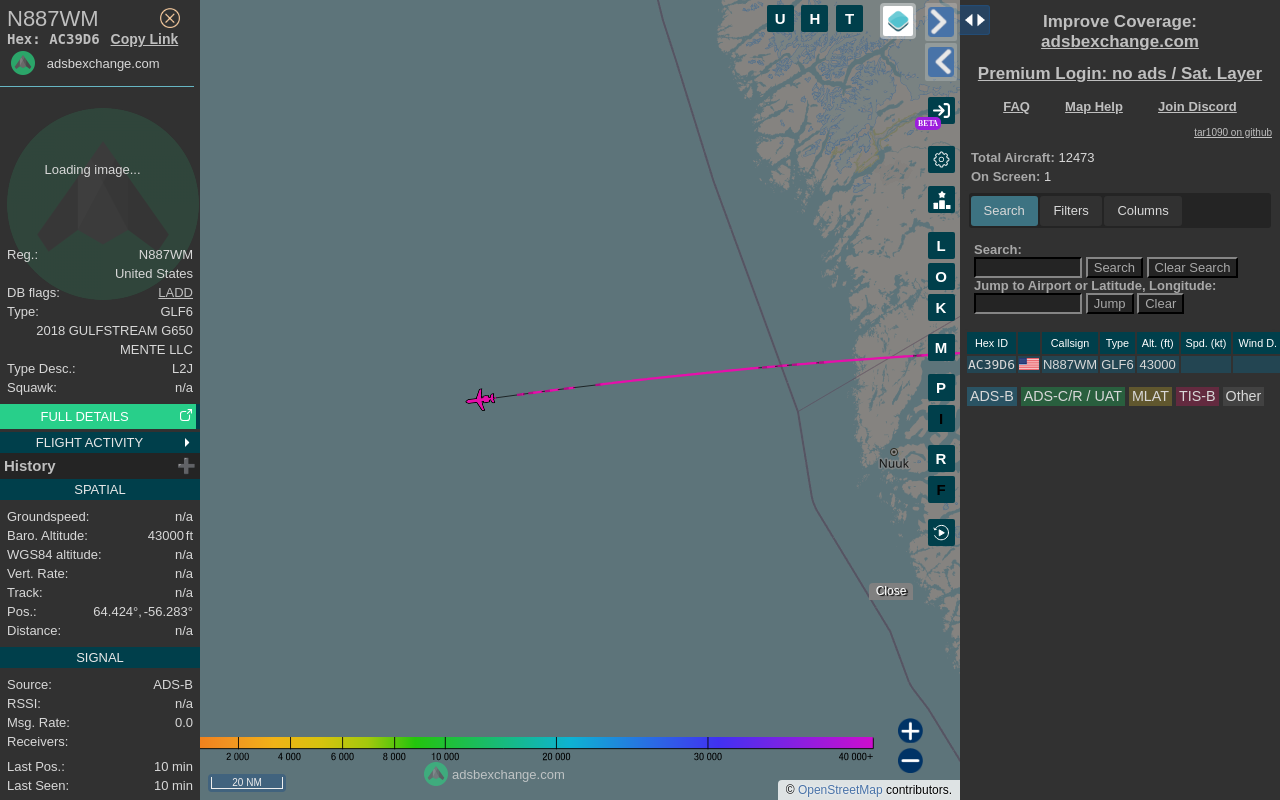 N887WM
Hex: AC39D6 Copy Link
adsbexchange.com
Loading image...
Reg.: N887WM
United States
DB flags: LADD
Type: GLF6
2018 GULFSTREAM G650
MENTE LLC
Type Desc.: L2J
Squawk: n/a
FULL DETAILS
FLIGHT ACTIVITY
History
SPATIAL
Groundspeed: n/a
Baro. Altitude: 43000 ft
WGS84 altitude: n/a
Vert. Rate: n/a
Track: n/a
Pos.: 64.424°, -56.283°
Distance: n/a
SIGNAL
Source: ADS-B
RSSI: n/a
Msg. Rate: 0.0
Receivers:
Last Pos.: 10 min
Last Seen: 10 min
U H T
BETA
L
O
K
M
P
I
R
F
Nuuk
Close
2 000 4 000 6 000 8 000 10 000 20 000 30 000 40 000+
adsbexchange.com
20 NM
© OpenStreetMap contributors.
Improve Coverage:
adsbexchange.com
Premium Login: no ads / Sat. Layer
FAQ Map Help Join Discord
tar1090 on github
Total Aircraft: 12473
On Screen: 1
Search Filters Columns
Search:
Search Clear Search
Jump to Airport or Latitude, Longitude:
Jump Clear
Hex ID Callsign Type Alt. (ft) Spd. (kt) Wind D.
AC39D6 N887WM GLF6 43000
ADS-B ADS-C/R / UAT MLAT TIS-B Other